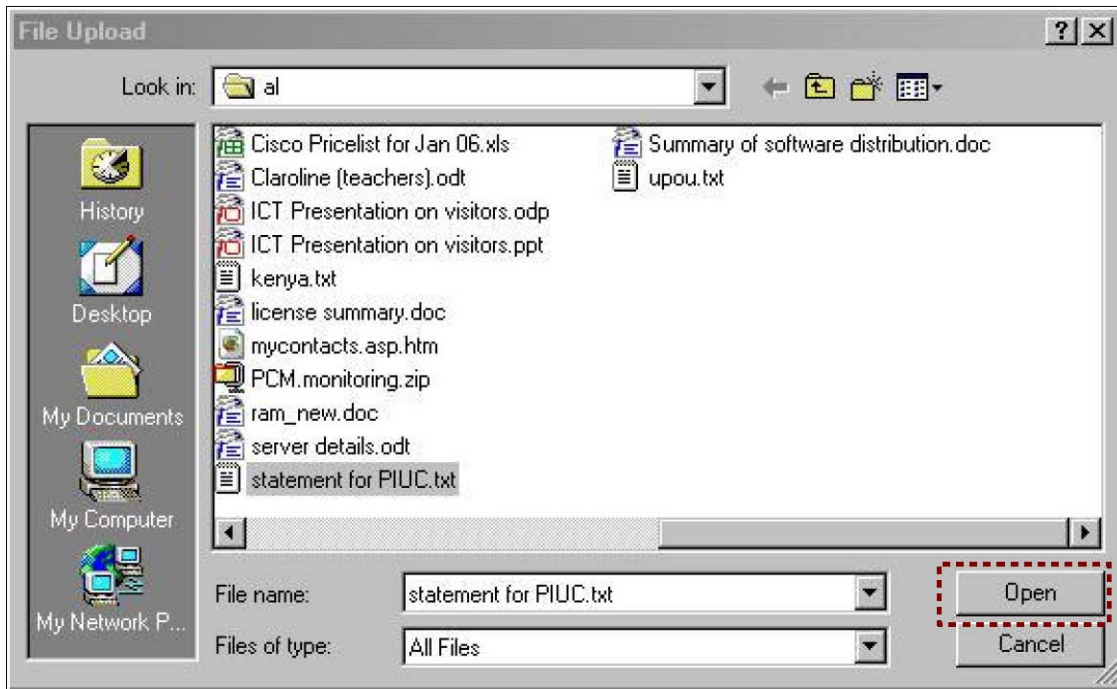 File Upload
Look in:
al
History
Desktop
My Documents
My Computer
My Network P...
Cisco Pricelist for Jan 06.xls
Claroline (teachers).odt
ICT Presentation on visitors.odp
ICT Presentation on visitors.ppt
kenya.txt
license summary.doc
mycontacts.asp.htm
PCM.monitoring.zip
ram_new.doc
server details.odt
statement for PIUC.txt
Summary of software distribution.doc
upou.txt
File name:
statement for PIUC.txt
Open
Files of type:
All Files
Cancel